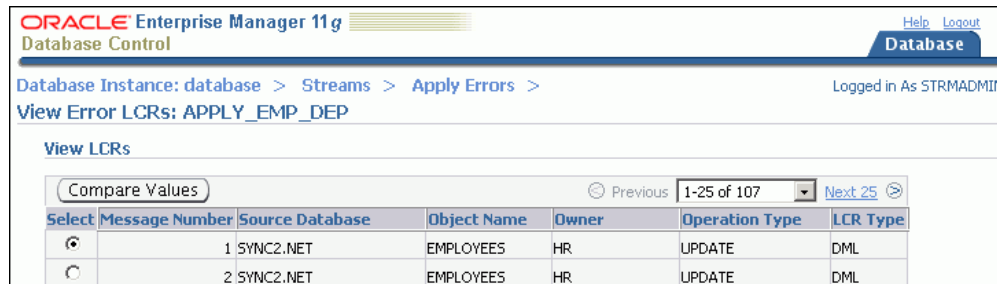 ORACLE Enterprise Manager 11g
Database Control
Help Logout
Database
Database Instance: database > Streams > Apply Errors >
Logged in As STRMADMIN
View Error LCRs: APPLY_EMP_DEP
View LCRs
Compare Values
Previous 1-25 of 107 Next 25
Select Message Number Source Database Object Name Owner Operation Type LCR Type
1 SYNC2.NET EMPLOYEES HR UPDATE DML
2 SYNC2.NET EMPLOYEES HR UPDATE DML